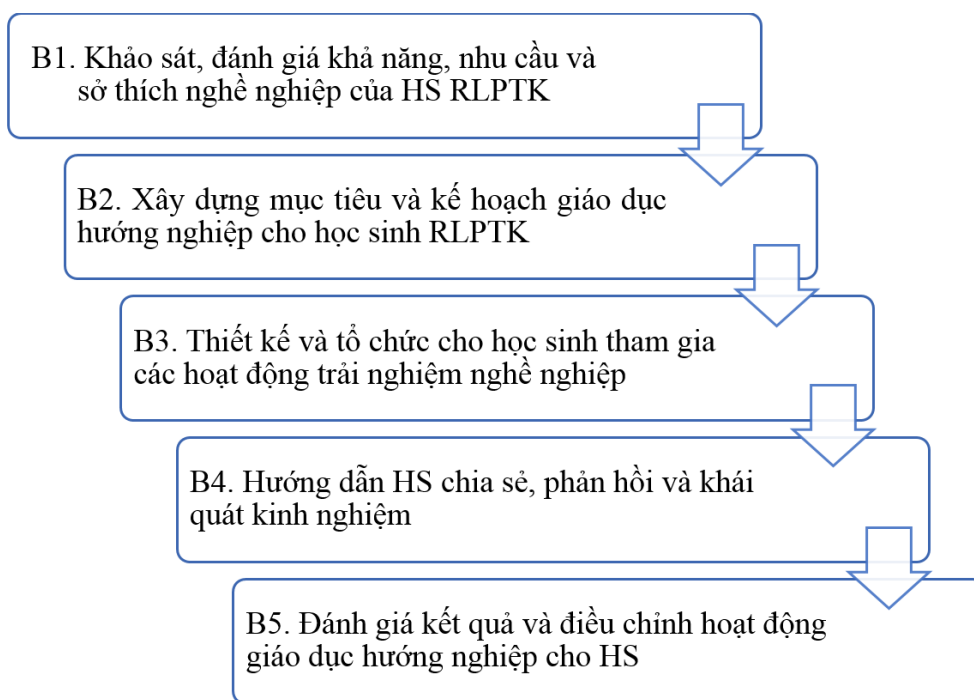 B1. Khảo sát, đánh giá khả năng, nhu cầu và
sở thích nghề nghiệp của HS RLPTK
B2. Xây dựng mục tiêu và kế hoạch giáo dục
hướng nghiệp cho học sinh RLPTK
B3. Thiết kế và tổ chức cho học sinh tham gia
các hoạt động trải nghiệm nghề nghiệp
B4. Hướng dẫn HS chia sẻ, phản hồi và khái
quát kinh nghiệm
B5. Đánh giá kết quả và điều chỉnh hoạt động
giáo dục hướng nghiệp cho HS